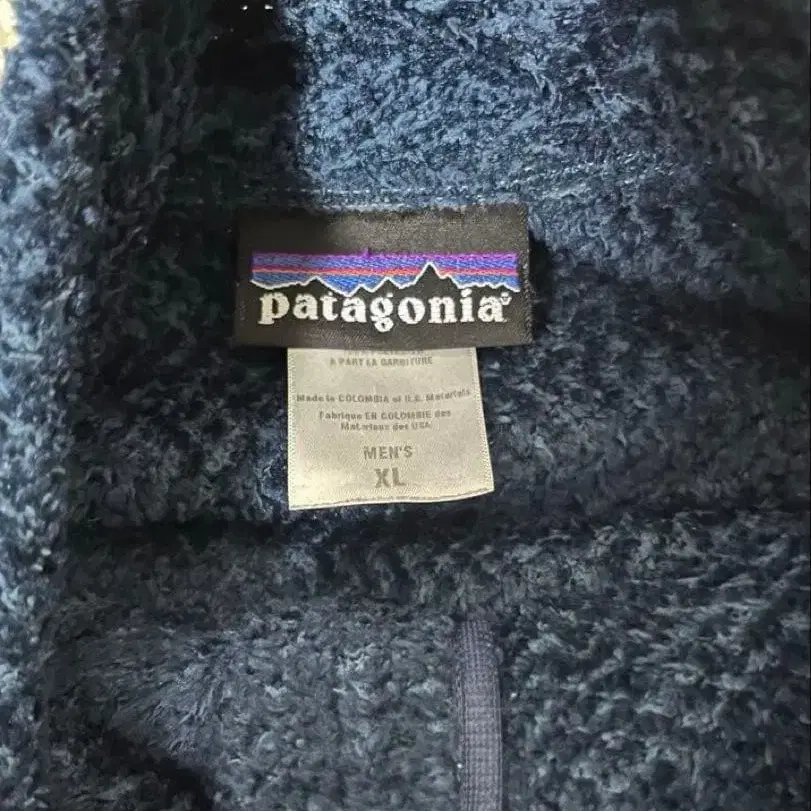 patagonia®
À PART LA GARNITURE
Made in COLOMBIA of U.S. Materials
Fabriqué EN COLOMBIE des
Matériaux des USA
MEN'S
XL